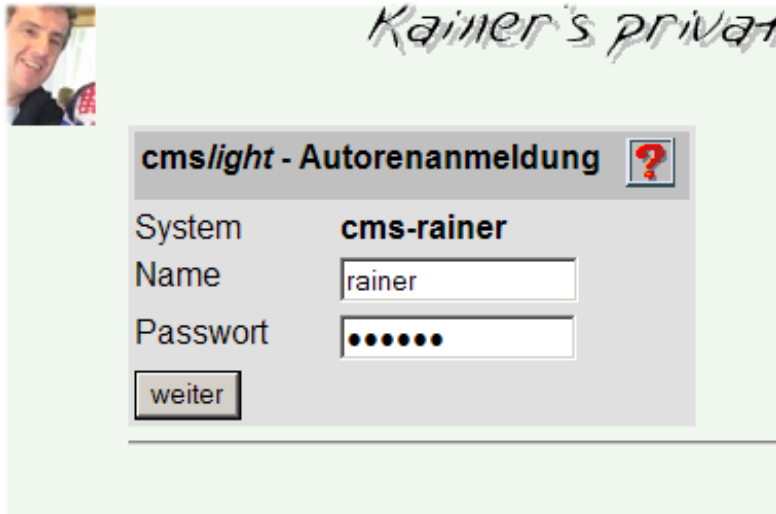 Rainer's privat
cmslight - Autorenanmeldung ?
System cms-rainer
Name rainer
Passwort ••••••
weiter